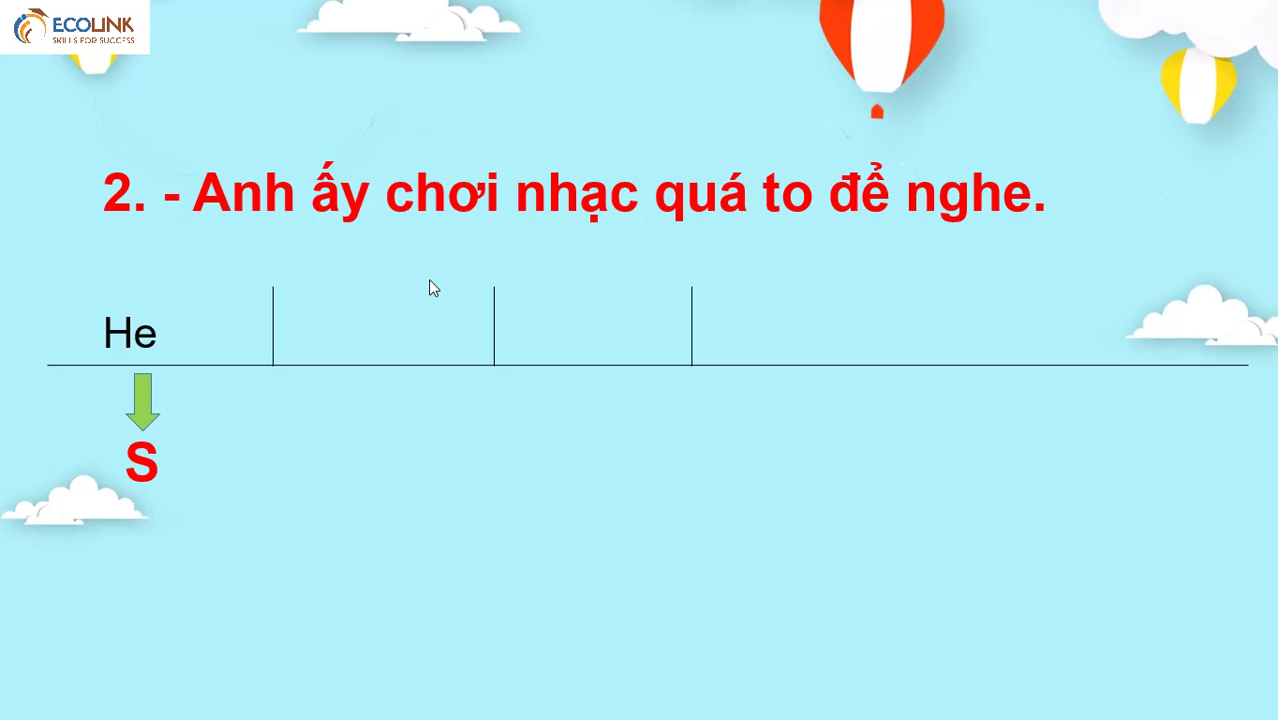 ECOLINK
SKILLS FOR SUCCESS
2. - Anh ấy chơi nhạc quá to để nghe.
He
S